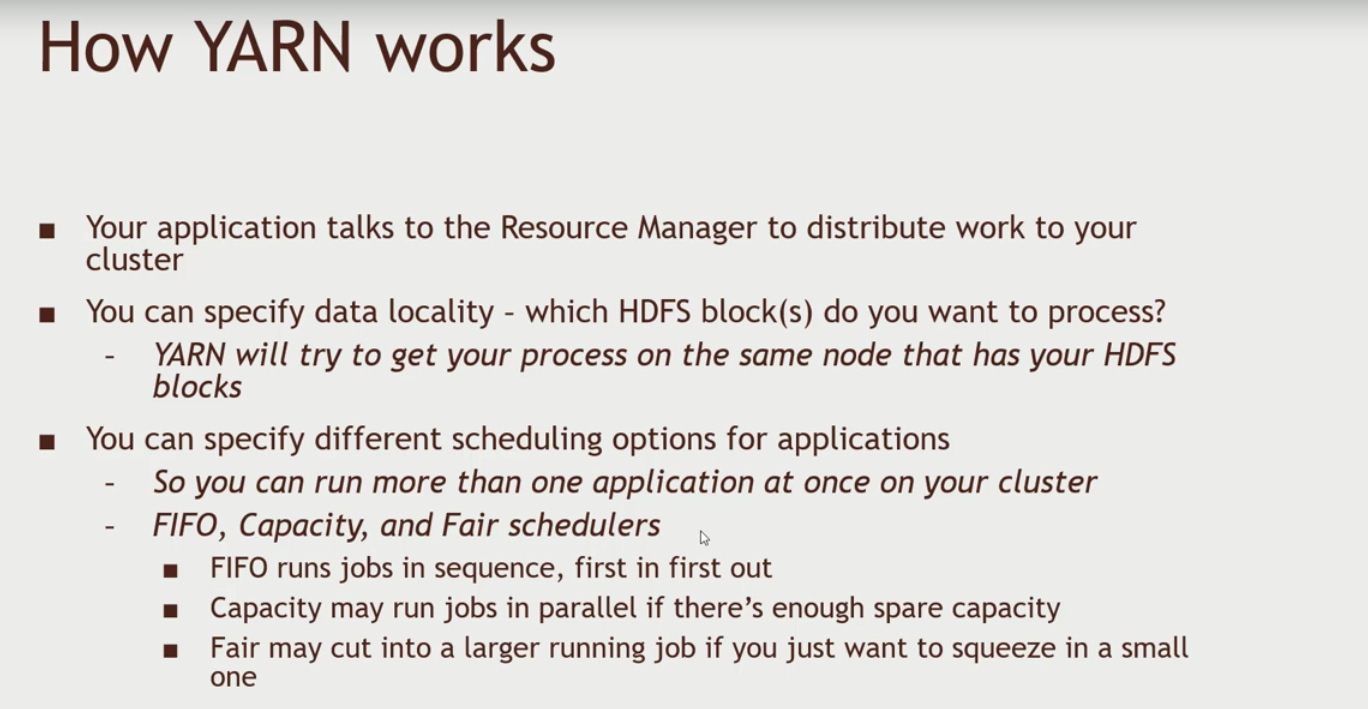 How YARN works
■ Your application talks to the Resource Manager to distribute work to your
cluster
■ You can specify data locality – which HDFS block(s) do you want to process?
– YARN will try to get your process on the same node that has your HDFS
blocks
■ You can specify different scheduling options for applications
– So you can run more than one application at once on your cluster
– FIFO, Capacity, and Fair schedulers
■ FIFO runs jobs in sequence, first in first out
■ Capacity may run jobs in parallel if there’s enough spare capacity
■ Fair may cut into a larger running job if you just want to squeeze in a small
one